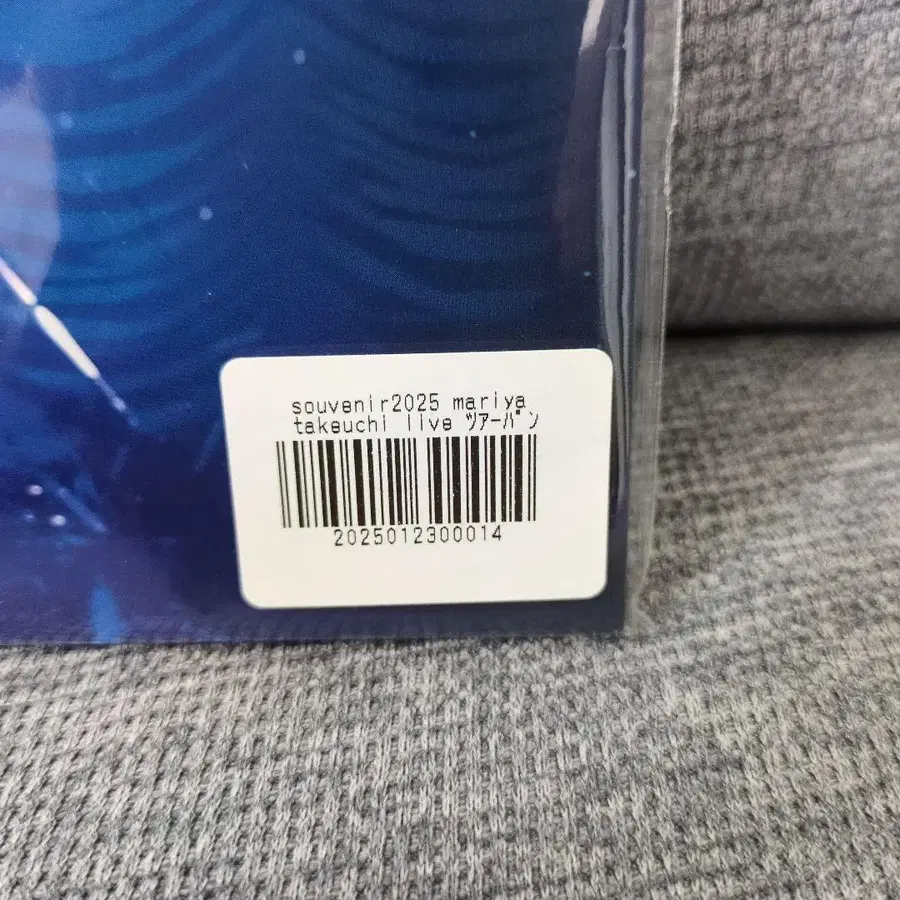 souvenir2025 mariya
takeuchi live ﾂｱｰﾊﾟﾝ
2025012300014